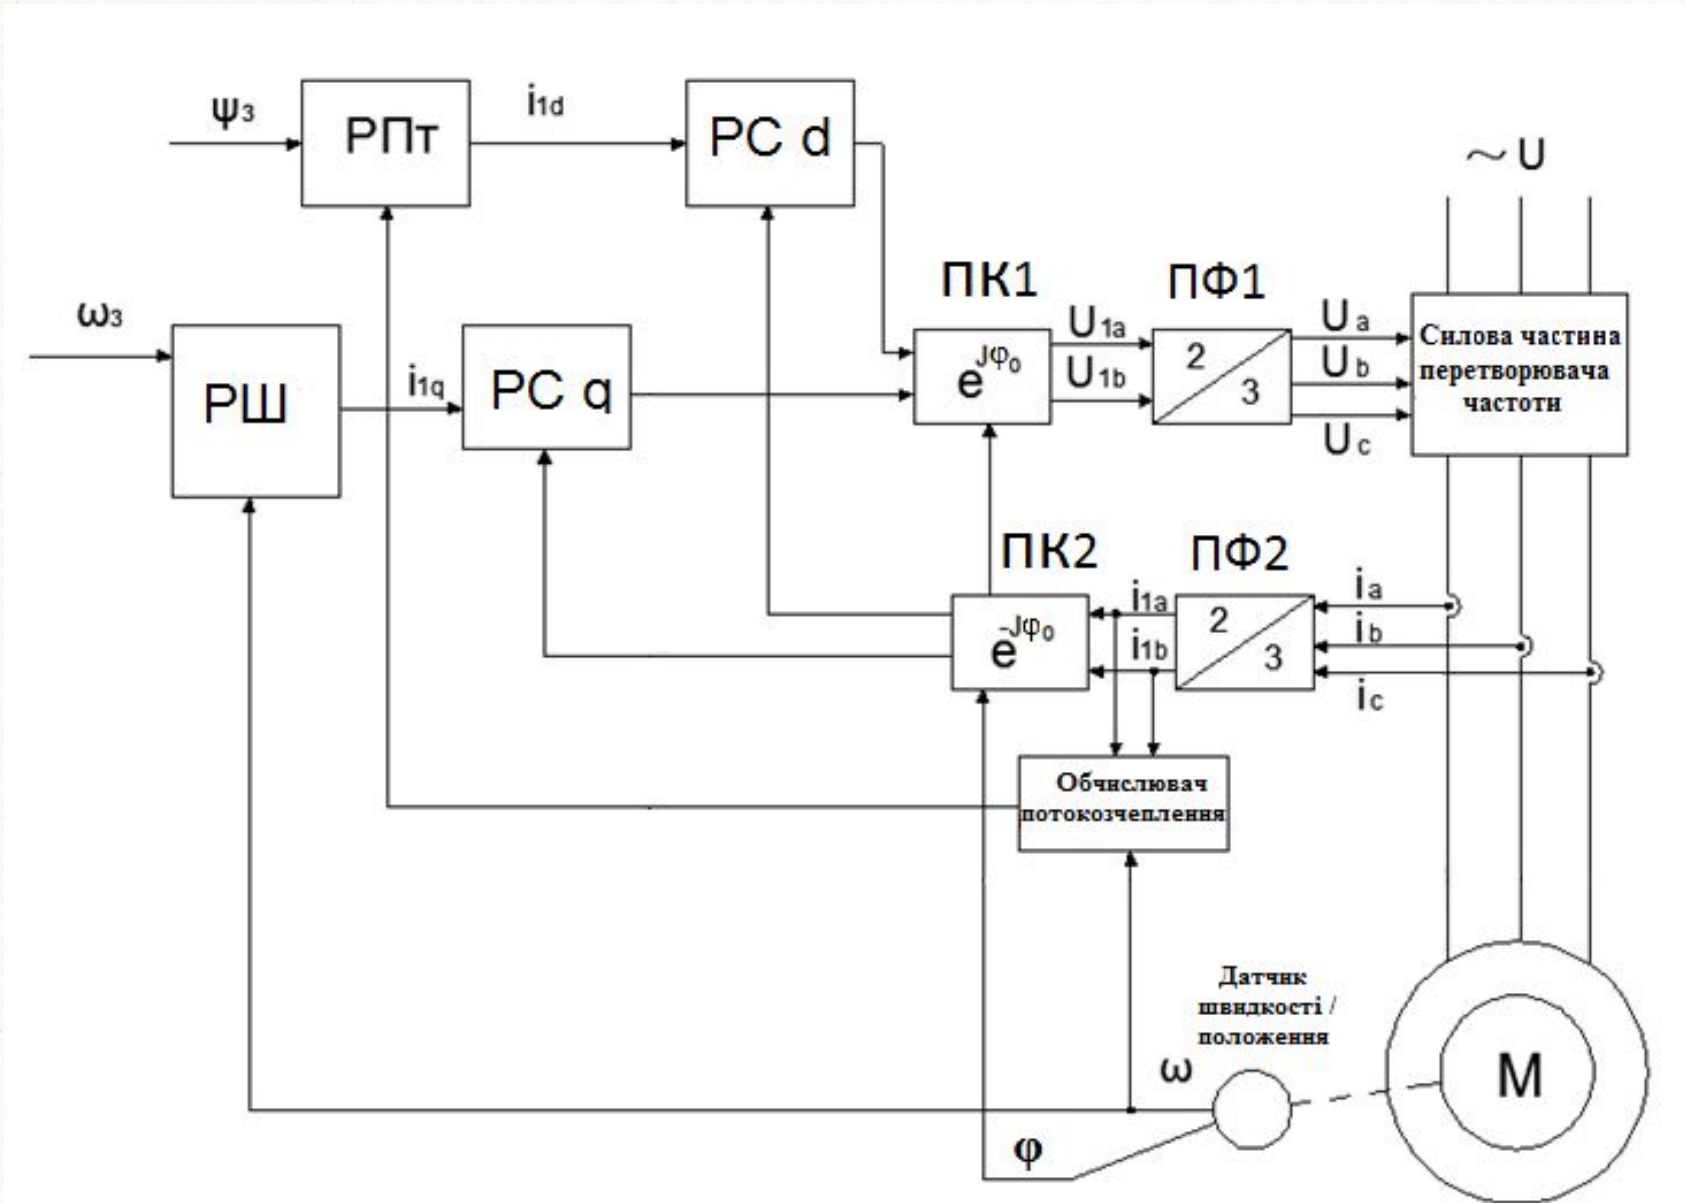 ψз
РПт
i1d
РС d
~ U
ωз
РШ
i1q
РС q
ПК1
eJφ0
U1a
U1b
ПФ1
2
3
Ua
Ub
Uc
Силова частина
перетворювача
частоти
ПК2
e-Jφ0
i1a
i1b
ПФ2
2
3
ia
ib
ic
Обчислювач
потокозчеплення
Датчик
швидкості /
положення
ω
φ
М